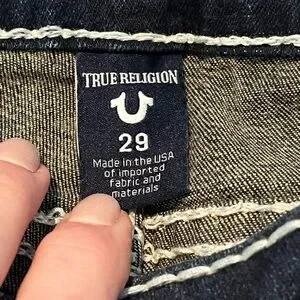 TRUE RELIGION
29
Made in the USA
of imported
fabric and
materials